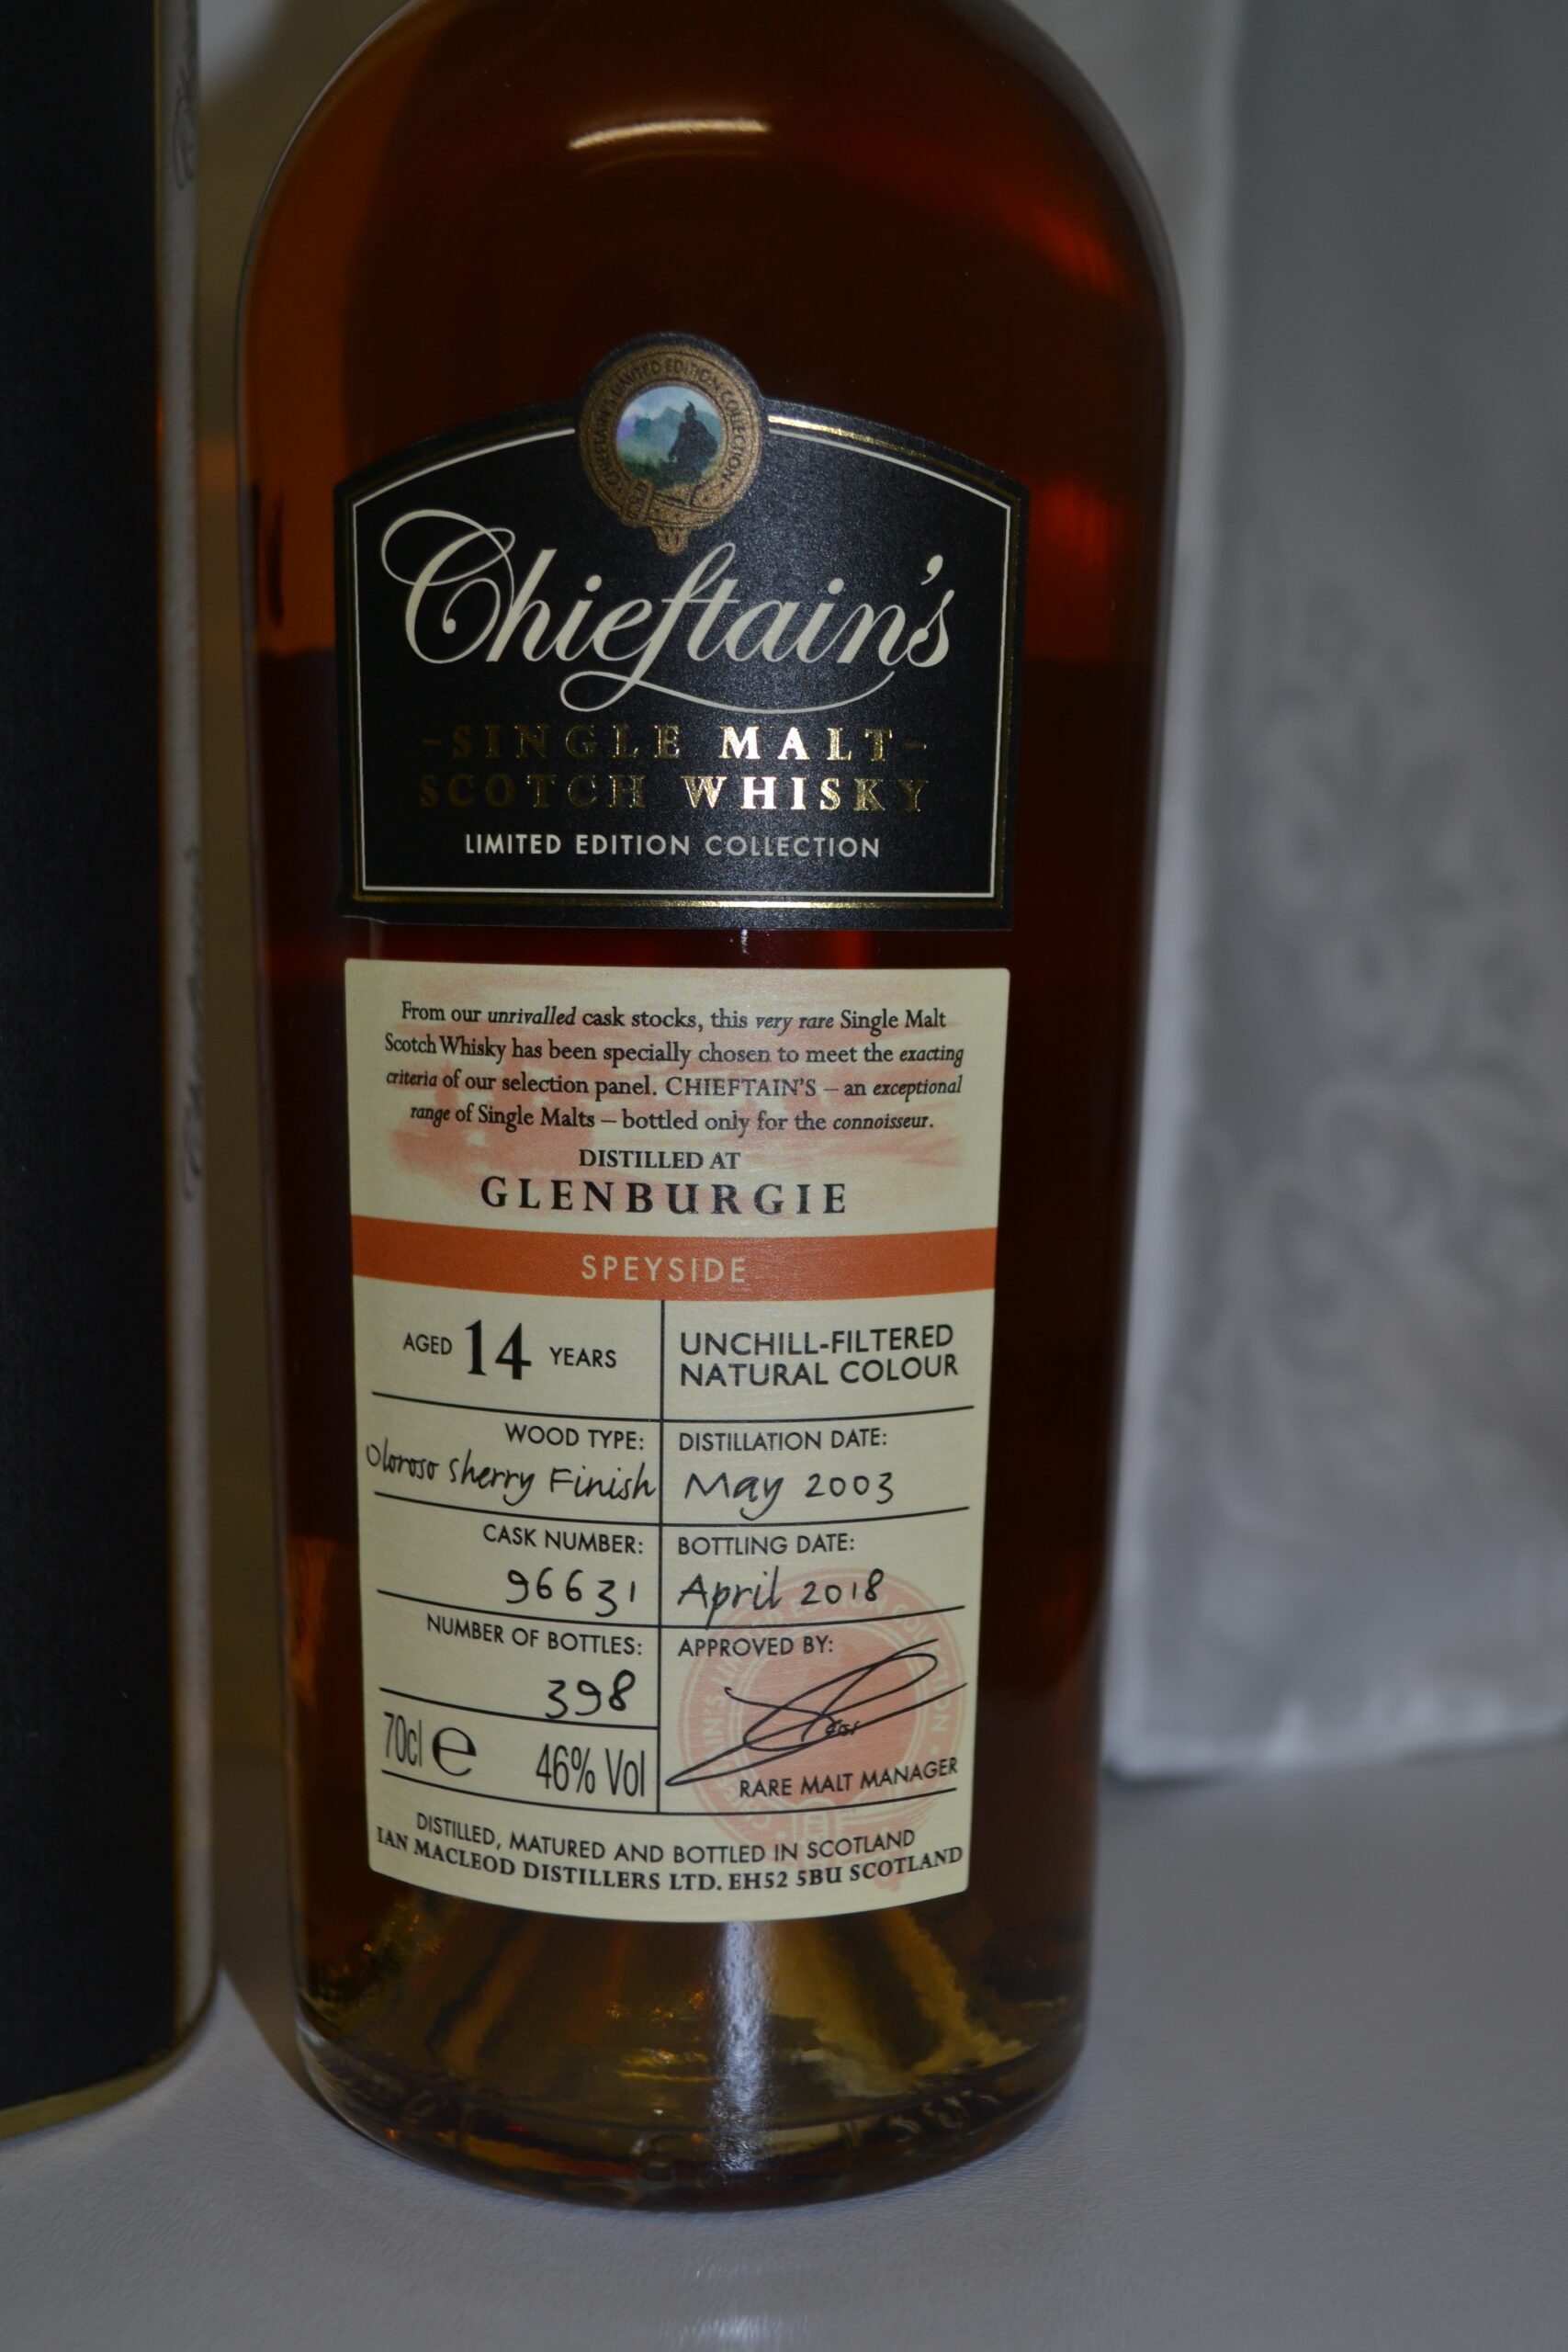 CHIEFTAIN'S LIMITED EDITION COLLECTION
Chieftain's
-SINGLE MALT-
SCOTCH WHISKY
LIMITED EDITION COLLECTION
From our unrivalled cask stocks, this very rare Single Malt
Scotch Whisky has been specially chosen to meet the exacting
criteria of our selection panel. CHIEFTAIN'S – an exceptional
range of Single Malts – bottled only for the connoisseur.
DISTILLED AT
GLENBURGIE
SPEYSIDE
AGED 14 YEARS
UNCHILL-FILTERED
NATURAL COLOUR
WOOD TYPE:
Oloroso Sherry Finish
DISTILLATION DATE:
May 2003
CASK NUMBER:
96631
BOTTLING DATE:
April 2018
NUMBER OF BOTTLES:
398
APPROVED BY:
RARE MALT MANAGER
70cl e 46% Vol
DISTILLED, MATURED AND BOTTLED IN SCOTLAND
IAN MACLEOD DISTILLERS LTD. EH52 5BU SCOTLAND